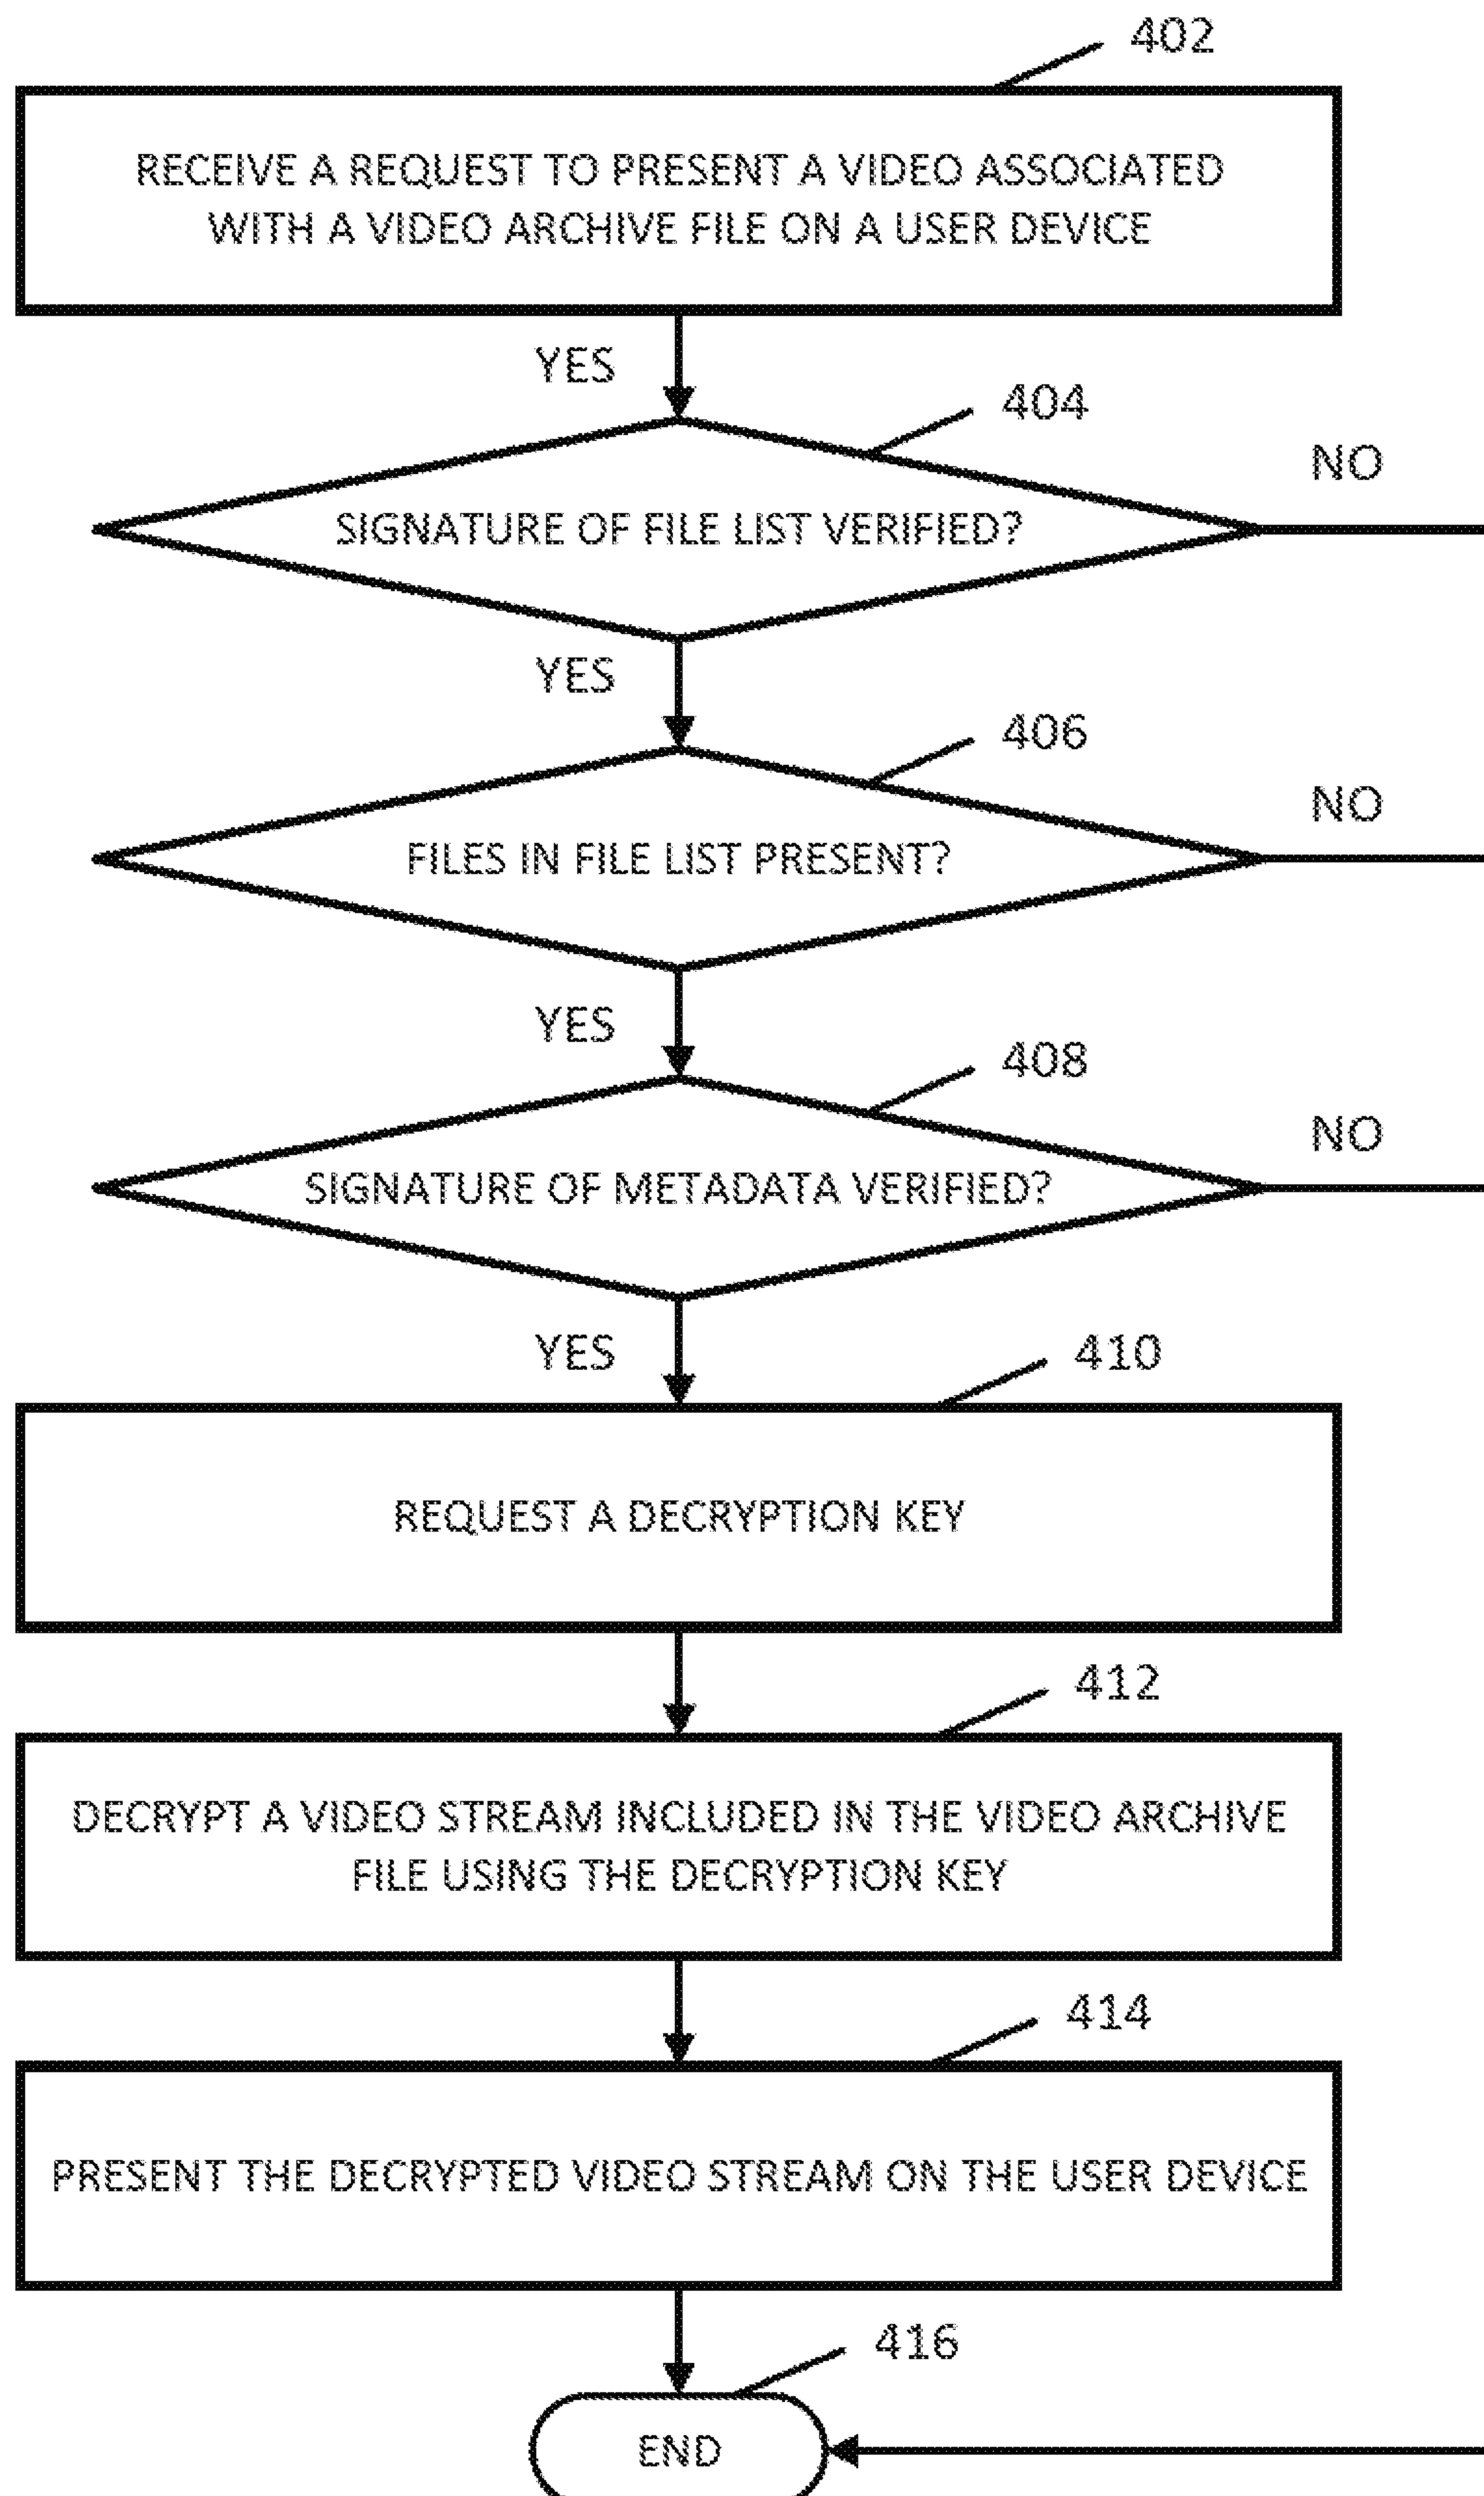 402
RECEIVE A REQUEST TO PRESENT A VIDEO ASSOCIATED
WITH A VIDEO ARCHIVE FILE ON A USER DEVICE
YES
404
NO
SIGNATURE OF FILE LIST VERIFIED?
YES
406
NO
FILES IN FILE LIST PRESENT?
YES
408
NO
SIGNATURE OF METADATA VERIFIED?
YES
410
REQUEST A DECRYPTION KEY
412
DECRYPT A VIDEO STREAM INCLUDED IN THE VIDEO ARCHIVE
FILE USING THE DECRYPTION KEY
414
PRESENT THE DECRYPTED VIDEO STREAM ON THE USER DEVICE
416
END